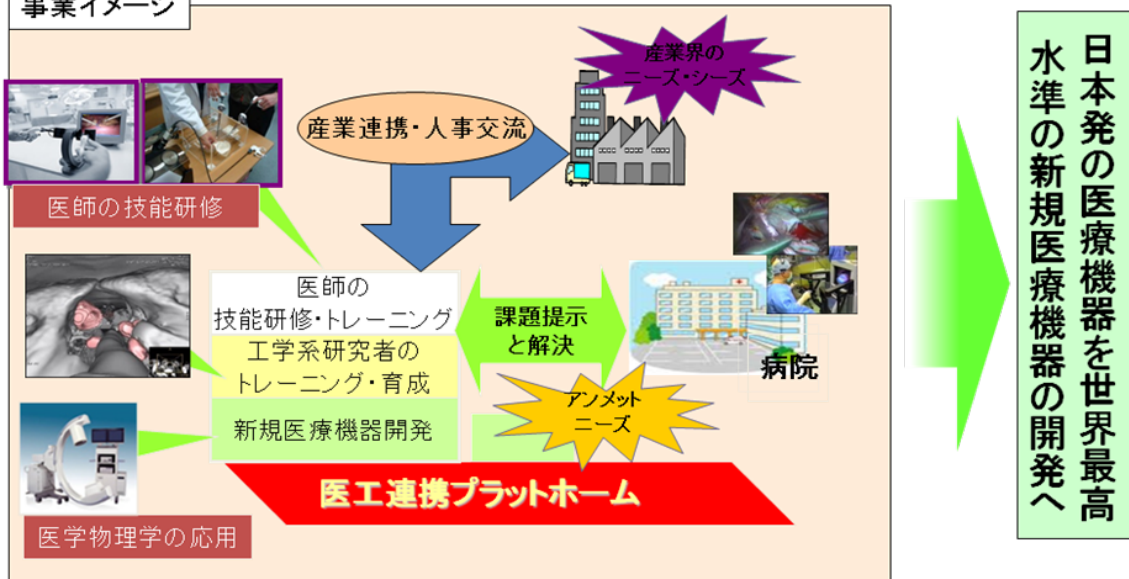 事業イメージ
産業界の
ニーズ・シーズ
産業連携・人事交流
医師の技能研修
医師の
技能研修・トレーニング
工学系研究者の
トレーニング・育成
新規医療機器開発
課題提示
と解決
病院
アンメット
ニーズ
医工連携プラットホーム
医学物理学の応用
日本発の医療機器を世界最高
水準の新規医療機器の開発へ